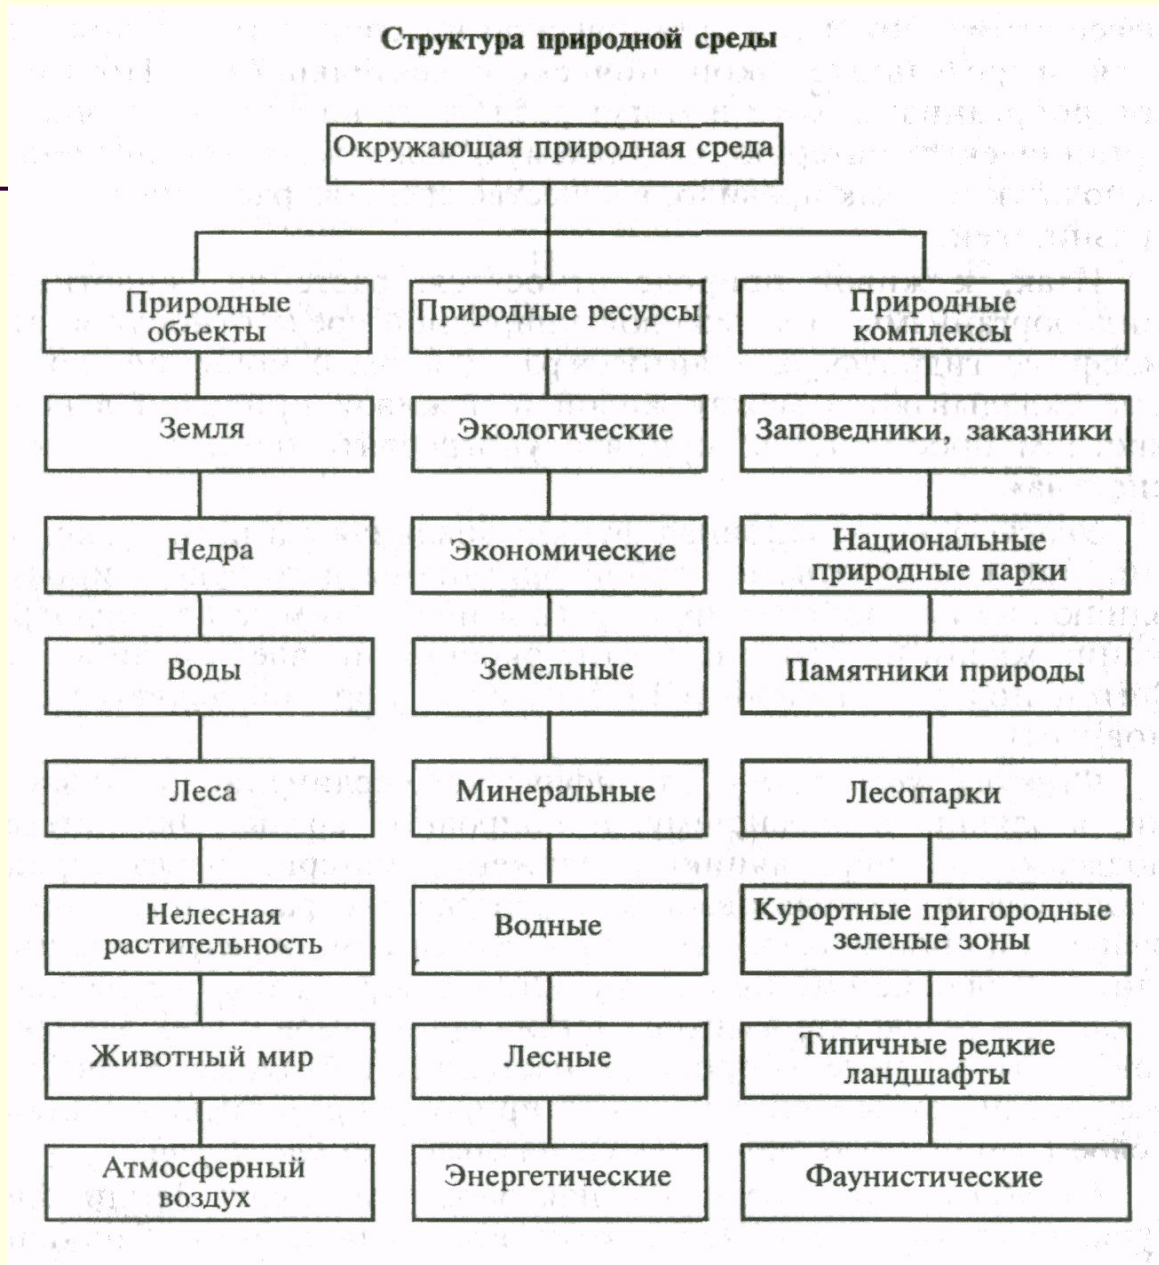 Структура природной среды
Окружающая природная среда
Природные
объекты
Земля
Недра
Воды
Леса
Нелесная
растительность
Животный мир
Атмосферный
воздух
Природные ресурсы
Экологические
Экономические
Земельные
Минеральные
Водные
Лесные
Энергетические
Природные
комплексы
Заповедники, заказники
Национальные
природные парки
Памятники природы
Лесопарки
Курортные пригородные
зеленые зоны
Типичные редкие
ландшафты
Фаунистические